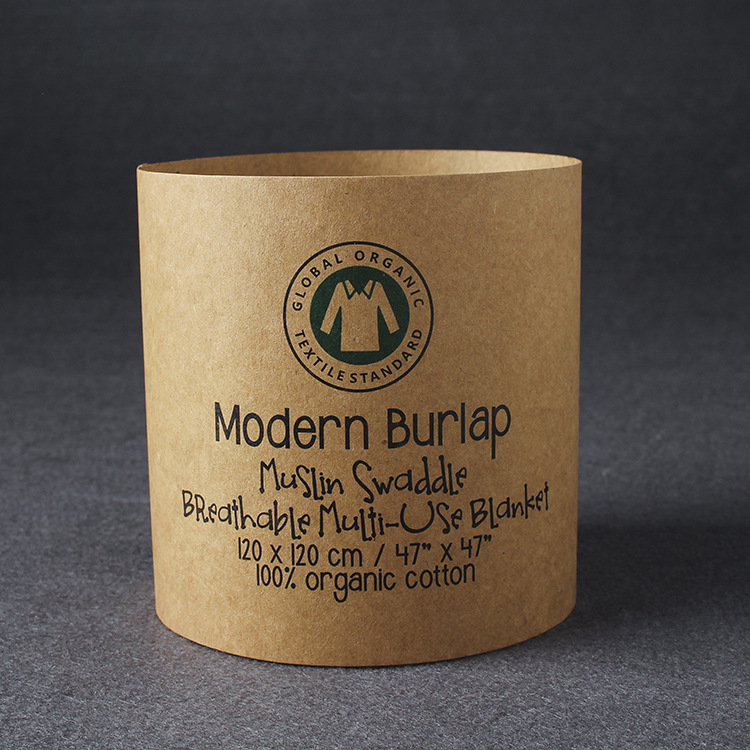 GLOBAL ORGANIC
TEXTILE STANDARD
Modern Burlap
Muslin Swaddle
BReathable Multi-Use Blanket
120 x 120 cm / 47" x 47"
100% organic cotton